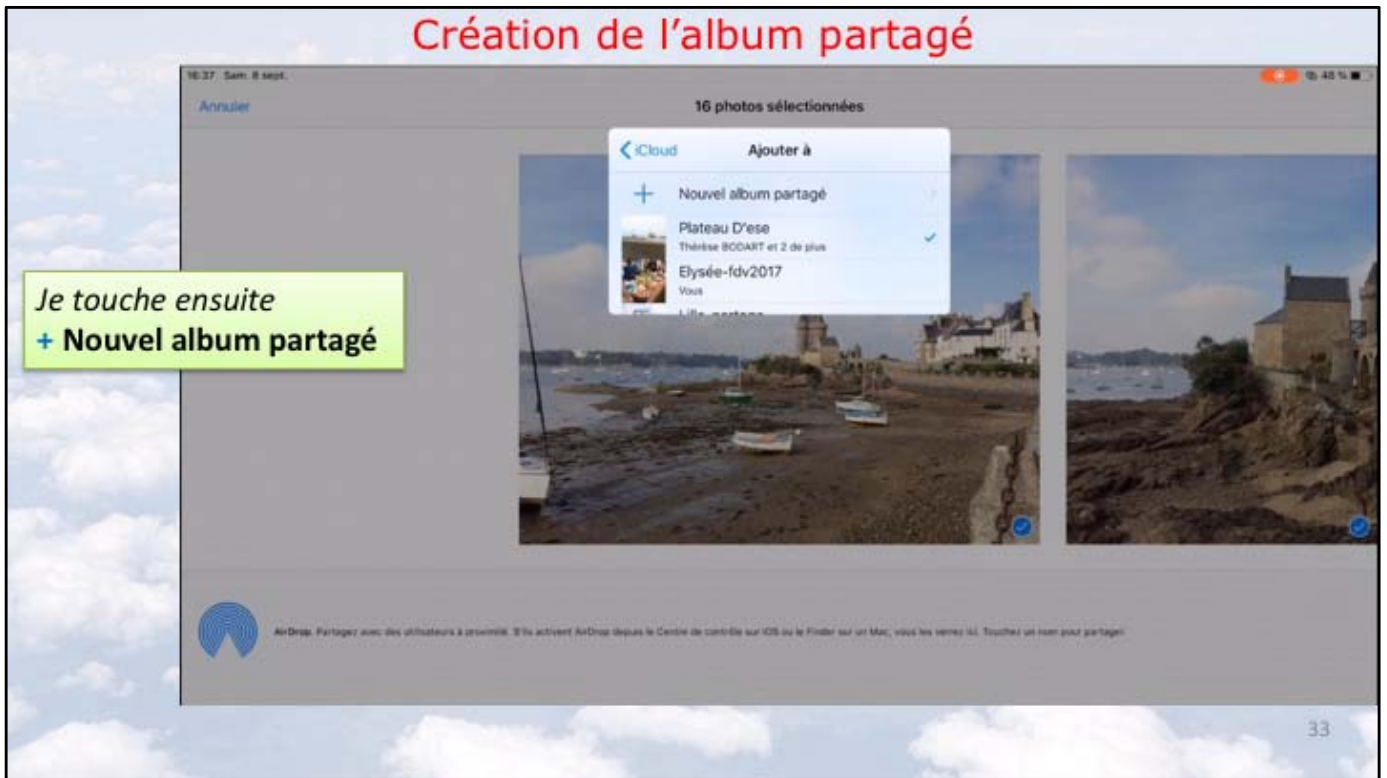 Création de l'album partagé
16:37 Sam. 8 sept.
48 %
Annuler
16 photos sélectionnées
iCloud
Ajouter à
Nouvel album partagé
Plateau D'ese
Thérèse BODART et 2 de plus
Elysée-fdv2017
Vous
Je touche ensuite
+ Nouvel album partagé
AirDrop. Partagez avec des utilisateurs à proximité. S'ils activent AirDrop depuis le Centre de contrôle sur iOS ou le Finder sur un Mac, vous les verrez ici. Touchez un nom pour partager.
33